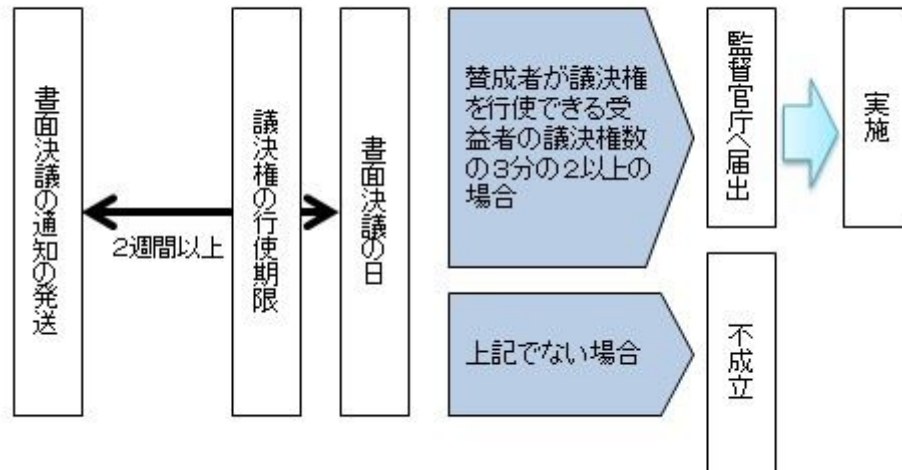 書面決議の通知の発送
2週間以上
議決権の行使期限
書面決議の日
賛成者が議決権
を行使できる受
益者の議決権数
の3分の2以上の
場合
監督官庁へ届出
実施
上記でない場合
不成立